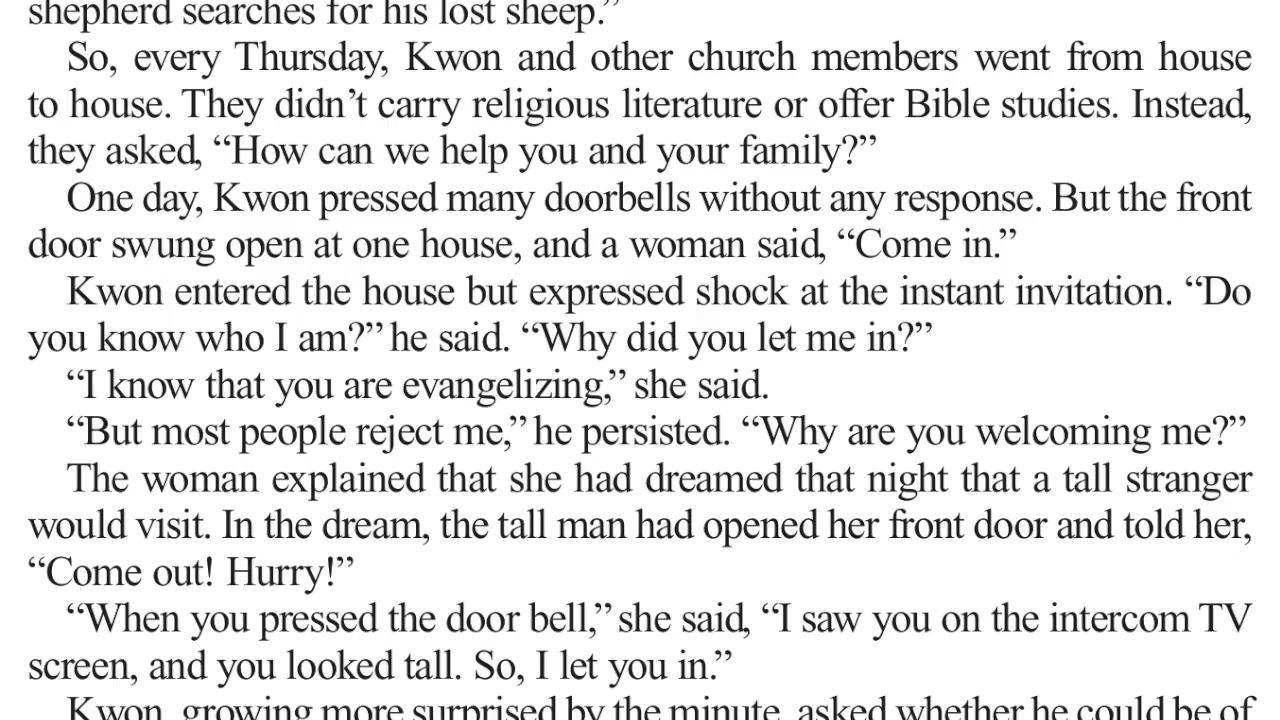 shepherd searches for his lost sheep.”
So, every Thursday, Kwon and other church members went from house
to house. They didn’t carry religious literature or offer Bible studies. Instead,
they asked, “How can we help you and your family?”
One day, Kwon pressed many doorbells without any response. But the front
door swung open at one house, and a woman said, “Come in.”
Kwon entered the house but expressed shock at the instant invitation. “Do
you know who I am?” he said. “Why did you let me in?”
“I know that you are evangelizing,” she said.
“But most people reject me,” he persisted. “Why are you welcoming me?”
The woman explained that she had dreamed that night that a tall stranger
would visit. In the dream, the tall man had opened her front door and told her,
“Come out! Hurry!”
“When you pressed the door bell,” she said, “I saw you on the intercom TV
screen, and you looked tall. So, I let you in.”
Kwon, growing more surprised by the minute, asked whether he could be of